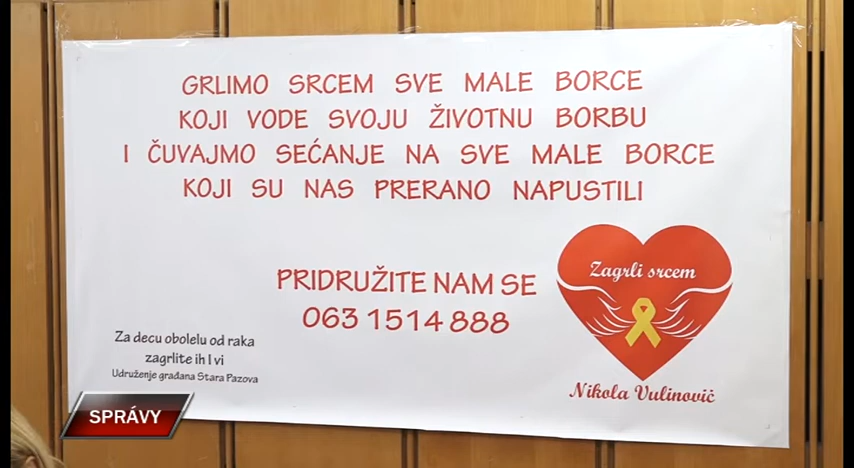 GRLIMO SRCEM SVE MALE BORCE
KOJI VODE SVOJU ŽIVOTNU BORBU
I ČUVAJMO SEĆANJE NA SVE MALE BORCE
KOJI SU NAS PRERANO NAPUSTILI
PRIDRUŽITE NAM SE
063 1514 888
Zagrli srcem
Nikola Vulinović
Za decu obolelu od raka
zagrlite ih I vi
Udruženje građana Stara Pazova
SPRÁVY